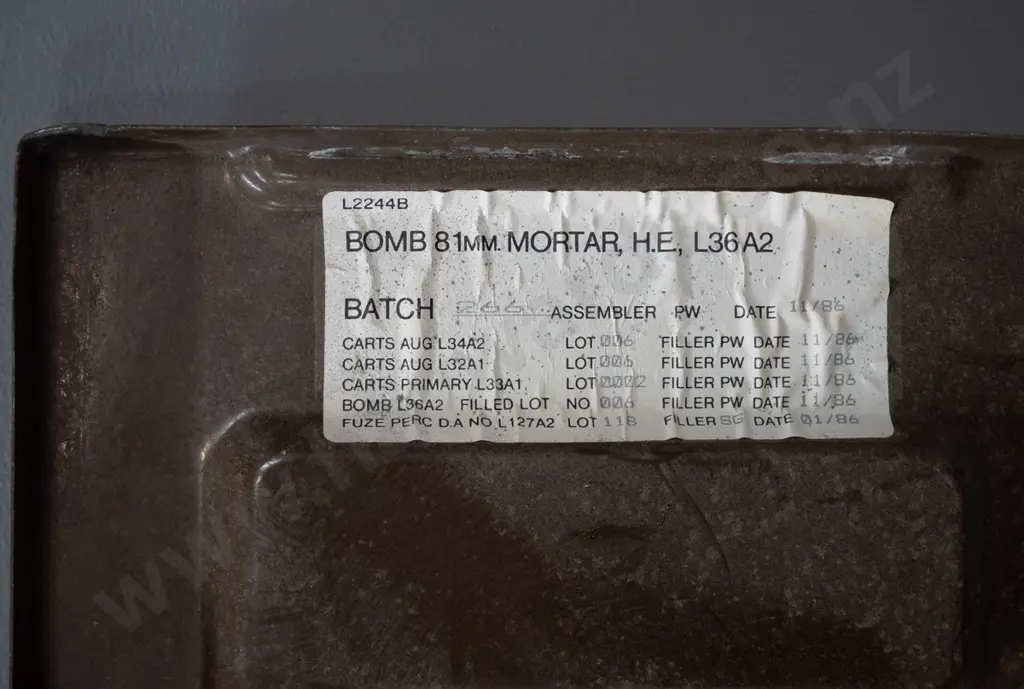 L2244B
BOMB 81MM. MORTAR, H.E., L36A2
BATCH ASSEMBLER PW DATE 11/86
CARTS AUG L34A2 LOT 006 FILLER PW DATE 11/86
CARTS AUG L32A1 LOT 006 FILLER PW DATE 11/86
CARTS PRIMARY L33A1 LOT 0002 FILLER PW DATE 11/86
BOMB L36A2 FILLED LOT NO 006 FILLER PW DATE 11/86
FUZE PERC D.A NO L127A2 LOT 118 FILLER SG DATE 01/86